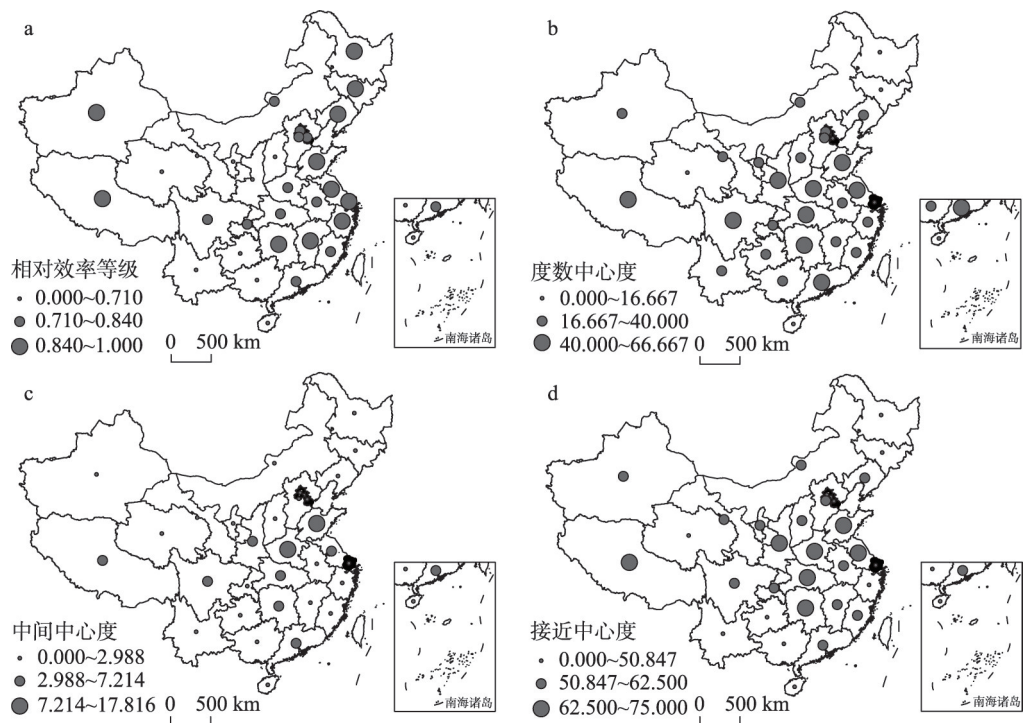 a
相对效率等级
0.000~0.710
0.710~0.840
0.840~1.000
0 500 km
南海诸岛
b
度数中心度
0.000~16.667
16.667~40.000
40.000~66.667
0 500 km
南海诸岛
c
中间中心度
0.000~2.988
2.988~7.214
7.214~17.816
0 500 km
南海诸岛
d
接近中心度
0.000~50.847
50.847~62.500
62.500~75.000
0 500 km
南海诸岛